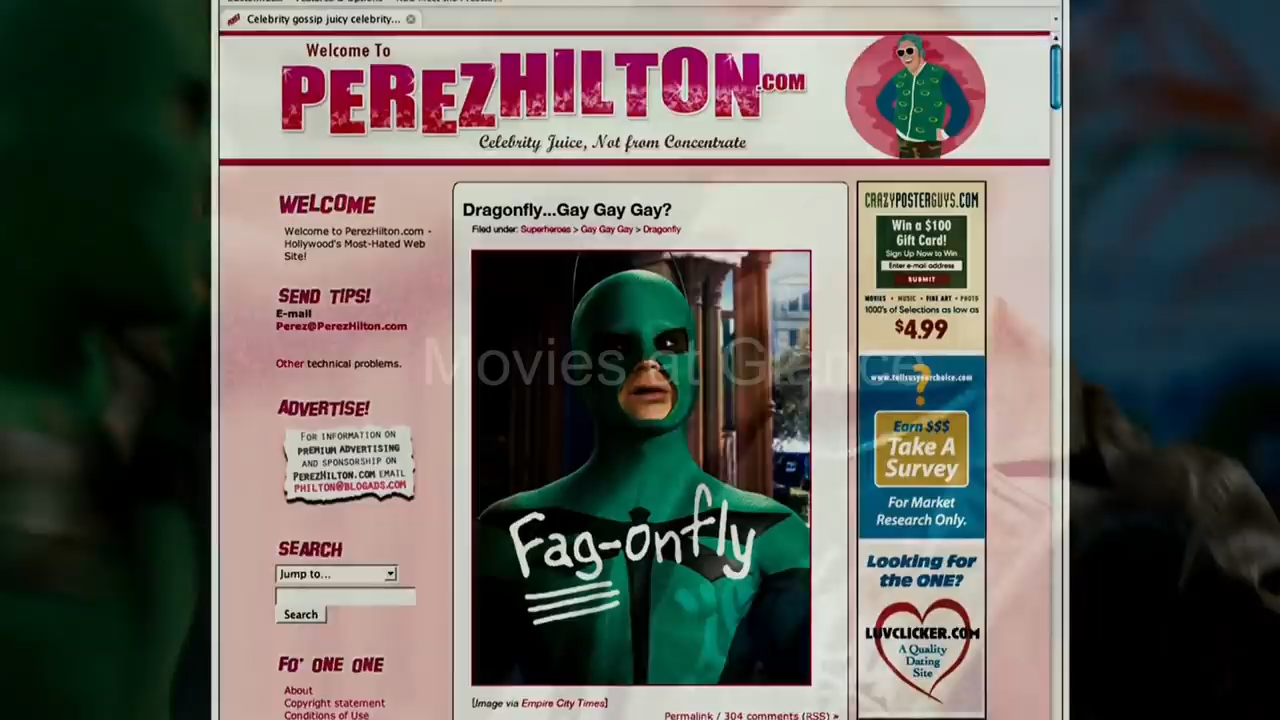 Celebrity gossip juicy celebrity...
Welcome To
PEREZHILTON.COM
Celebrity Juice, Not from Concentrate
WELCOME
Welcome to PerezHilton.com -
Hollywood's Most-Hated Web
Site!
SEND TIPS!
E-mail
Perez@PerezHilton.com
Other technical problems.
ADVERTISE!
FOR INFORMATION ON
PREMIUM ADVERTISING
AND SPONSORSHIP ON
PEREZHILTON.COM EMAIL
PHILTON@BLOGADS.COM
SEARCH
Jump to...
Search
FO' ONE ONE
About
Copyright statement
Conditions of Use
Dragonfly...Gay Gay Gay?
Filed under: Superheroes > Gay Gay Gay > Dragonfly
Movies at Glance
Fag-onfly
[Image via Empire City Times]
Permalink / 304 comments (RSS) »
CRAZYPOSTERGUYS.COM
Win a $100
Gift Card!
Sign Up Now to Win
Enter e-mail address
SUBMIT
MOVIES • MUSIC • FINE ART • PHOTO
1000's of Selections as low as
$4.99
www.tellsusyourchoice.com
?
Earn $$$
Take A
Survey
For Market
Research Only.
Looking for
the ONE?
LUVCLICKER.COM
A Quality
Dating
Site